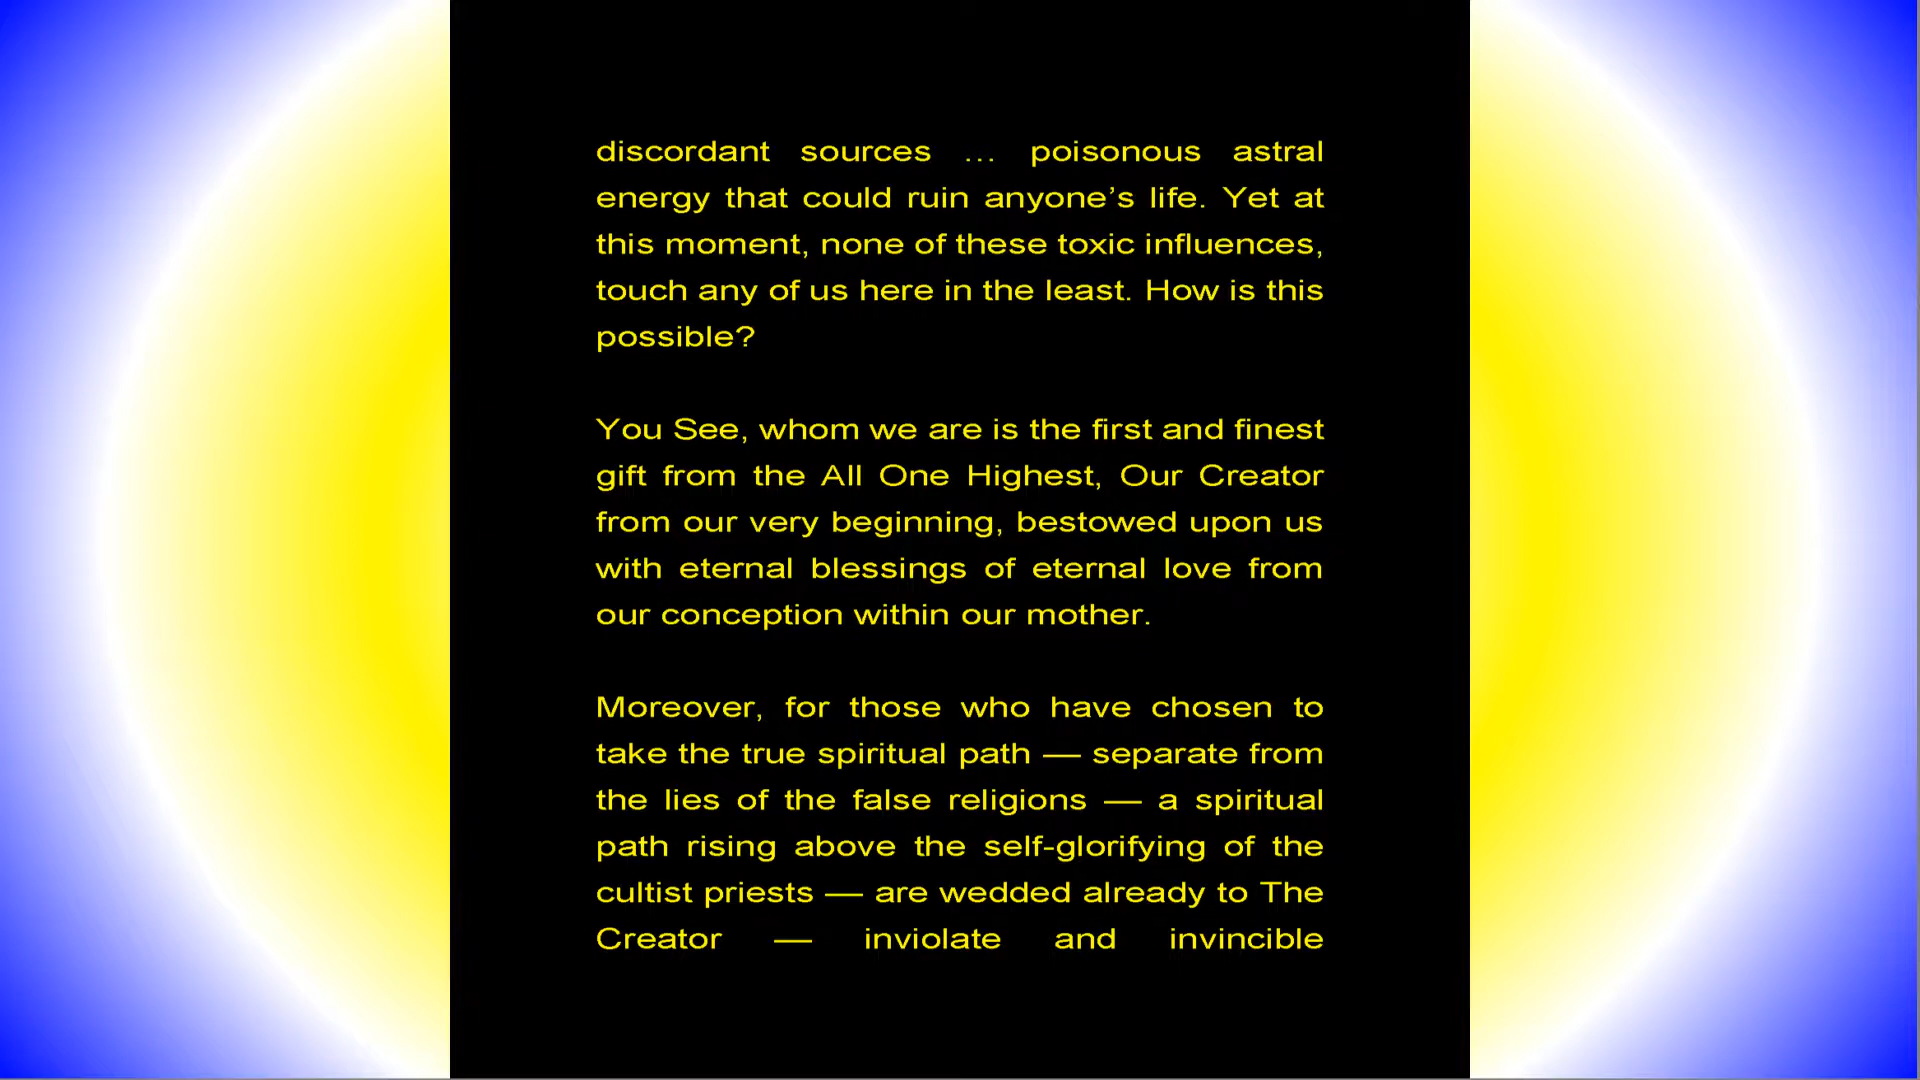 discordant sources … poisonous astral
energy that could ruin anyone’s life. Yet at
this moment, none of these toxic influences,
touch any of us here in the least. How is this
possible?
You See, whom we are is the first and finest
gift from the All One Highest, Our Creator
from our very beginning, bestowed upon us
with eternal blessings of eternal love from
our conception within our mother.
Moreover, for those who have chosen to
take the true spiritual path — separate from
the lies of the false religions — a spiritual
path rising above the self-glorifying of the
cultist priests — are wedded already to The
Creator — inviolate and invincible